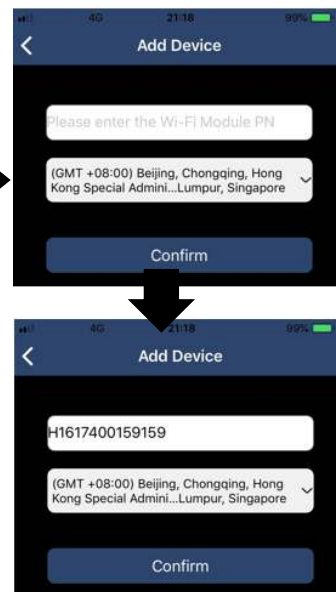 4G 21:18 99%
Add Device
Please enter the Wi-Fi Module PN
(GMT +08:00) Beijing, Chongqing, Hong
Kong Special Admini...Lumpur, Singapore
Confirm
4G 21:18 99%
Add Device
H1617400159159
(GMT +08:00) Beijing, Chongqing, Hong
Kong Special Admini...Lumpur, Singapore
Confirm